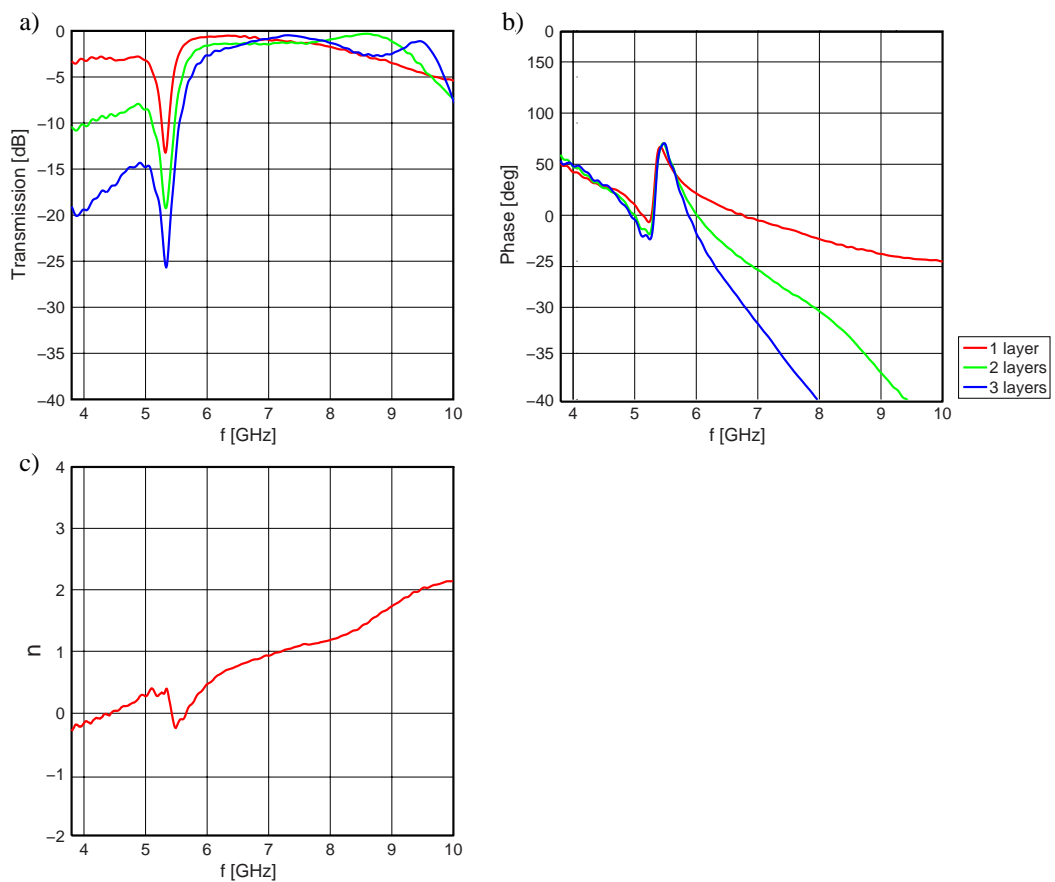 a)
0
−5
−10
−15
−20
−25
−30
−35
−40
Transmission [dB]
4 5 6 7 8 9 10
f [GHz]
b)
0
150
100
50
0
−25
−30
−35
−40
Phase [deg]
4 5 6 7 8 9 10
f [GHz]
1 layer
2 layers
3 layers
c)
4
3
2
1
0
−1
−2
n
4 5 6 7 8 9 10
f [GHz]